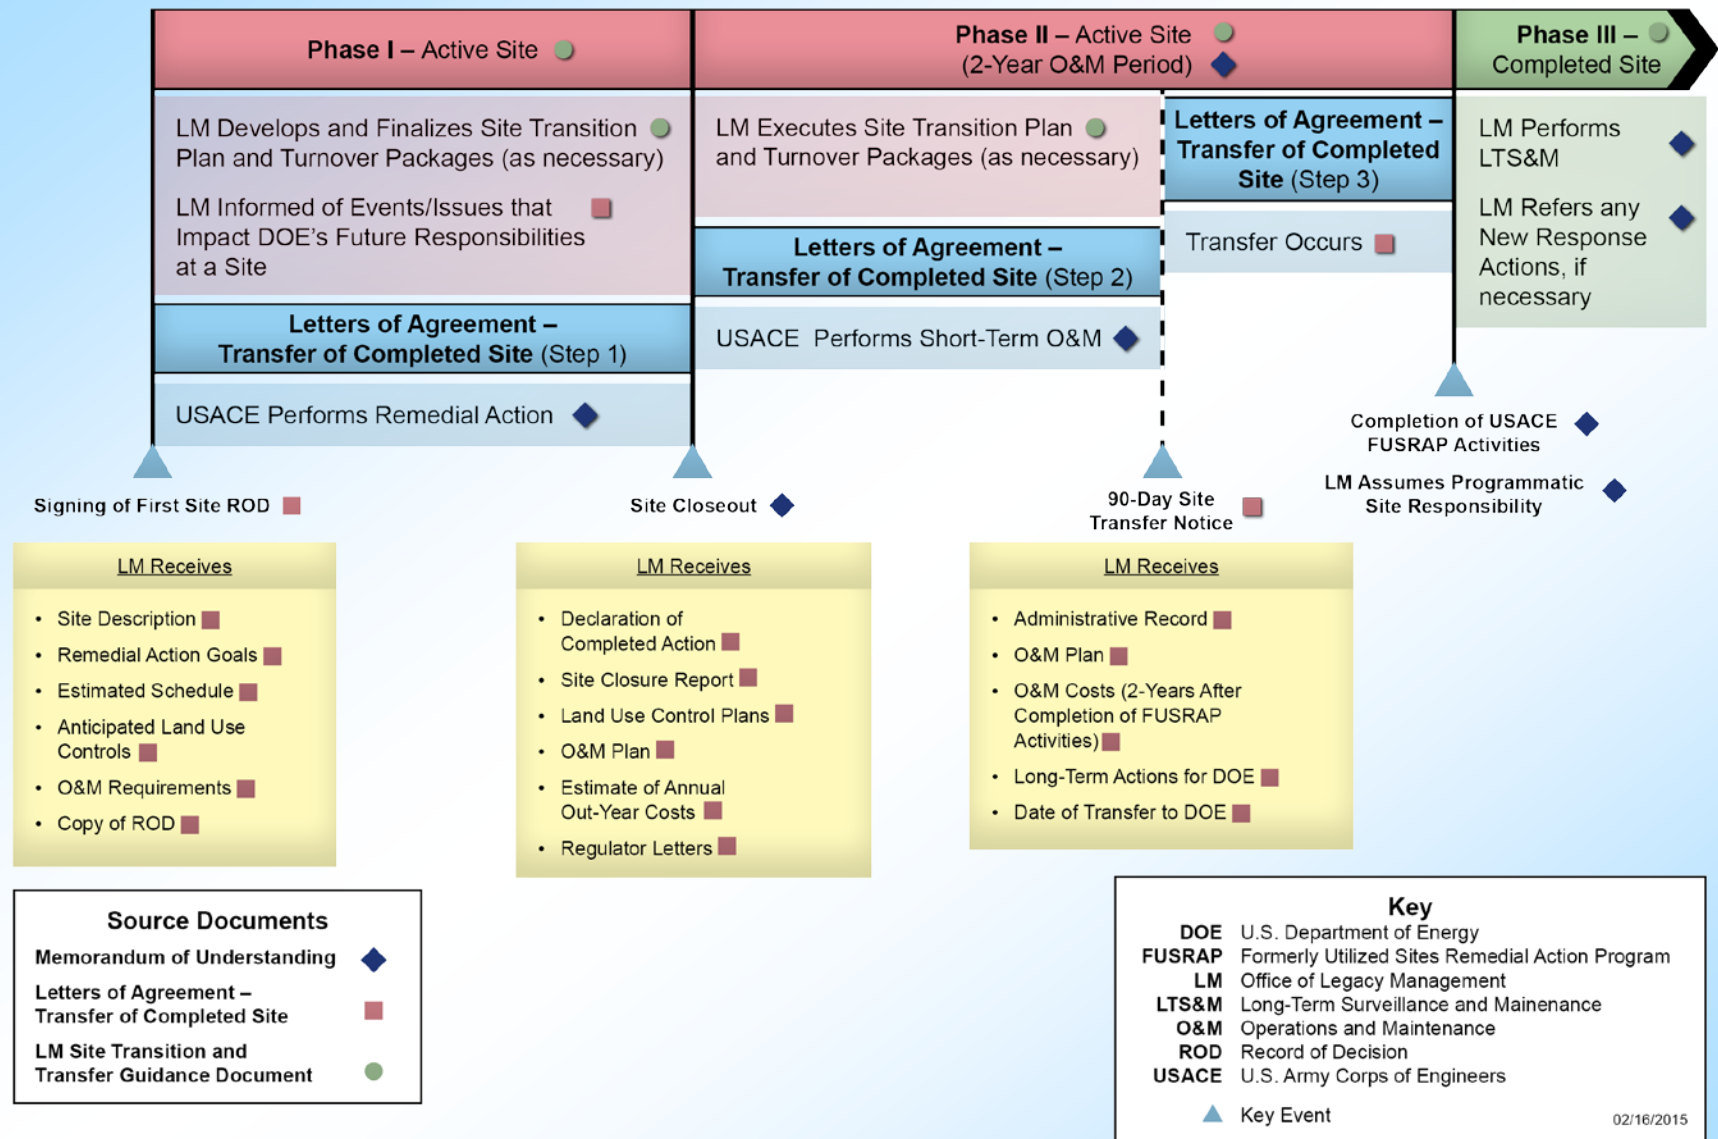 Phase I – Active Site
Phase II – Active Site
(2-Year O&M Period)
Phase III –
Completed Site
LM Develops and Finalizes Site Transition
Plan and Turnover Packages (as necessary)
LM Informed of Events/Issues that
Impact DOE's Future Responsibilities
at a Site
Letters of Agreement –
Transfer of Completed Site (Step 1)
USACE Performs Remedial Action
LM Executes Site Transition Plan
and Turnover Packages (as necessary)
Letters of Agreement –
Transfer of Completed Site (Step 2)
USACE Performs Short-Term O&M
Letters of Agreement –
Transfer of Completed
Site (Step 3)
Transfer Occurs
LM Performs
LTS&M
LM Refers any
New Response
Actions, if
necessary
Signing of First Site ROD
Site Closeout
90-Day Site
Transfer Notice
Completion of USACE
FUSRAP Activities
LM Assumes Programmatic
Site Responsibility
LM Receives
• Site Description
• Remedial Action Goals
• Estimated Schedule
• Anticipated Land Use
Controls
• O&M Requirements
• Copy of ROD
LM Receives
• Declaration of
Completed Action
• Site Closure Report
• Land Use Control Plans
• O&M Plan
• Estimate of Annual
Out-Year Costs
• Regulator Letters
LM Receives
• Administrative Record
• O&M Plan
• O&M Costs (2-Years After
Completion of FUSRAP
Activities)
• Long-Term Actions for DOE
• Date of Transfer to DOE
Source Documents
Memorandum of Understanding
Letters of Agreement –
Transfer of Completed Site
LM Site Transition and
Transfer Guidance Document
Key
DOE U.S. Department of Energy
FUSRAP Formerly Utilized Sites Remedial Action Program
LM Office of Legacy Management
LTS&M Long-Term Surveillance and Mainenance
O&M Operations and Maintenance
ROD Record of Decision
USACE U.S. Army Corps of Engineers
Key Event
02/16/2015